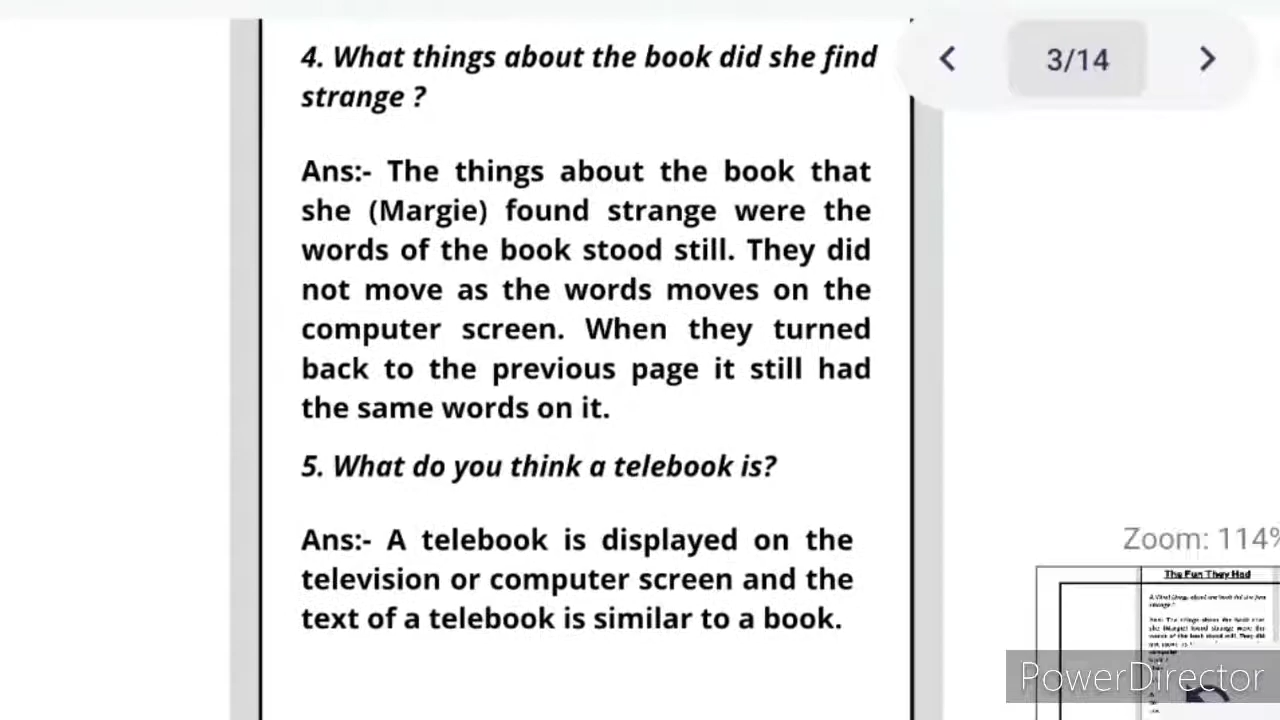 4. What things about the book did she find
strange ?
3/14
Ans:- The things about the book that
she (Margie) found strange were the
words of the book stood still. They did
not move as the words moves on the
computer screen. When they turned
back to the previous page it still had
the same words on it.
5. What do you think a telebook is?
Ans:- A telebook is displayed on the
television or computer screen and the
text of a telebook is similar to a book.
Zoom: 114%
The Fun They Had
PowerDirector